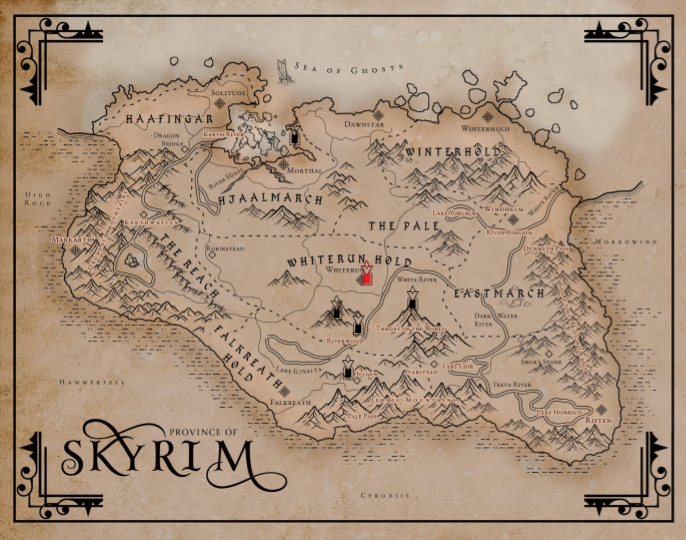 SEA OF GHOSTS
SOLITUDE
HAAFINGAR
DAWNSTAR
WINTERHOLD
DRAGON
BRIDGE
KARTH RIVER
WINTERHOLD
MORTHAL
RIVER HJAAL
HIGH
ROCK
HJAALMARCH
WINDHELM
WHITE RIVER
LAKE YORGRIM
KARTHWASTEN
THE PALE
RIVER YORGRIM
MARKARTH
MORROWIND
RORIKSTEAD
DUNMETH PASS
THE REACH
WHITERUN HOLD
WHITERUN
WHITE RIVER
EASTMARCH
DARK WATER
RIVER
THROAT OF THE WORLD
RIVERWOOD
FALKREATH
HOLD
LAKE ILINALTA
HELGEN
IVARSTEAD
LAKE GEIR
SHOR'S STONE
HAMMERFALL
TREVA RIVER
FALKREATH
JERALL MOUNTAINS
PALE PASS
LAKE HONRICH
RIFTEN
PROVINCE OF
SKYRIM
CYRODIIL